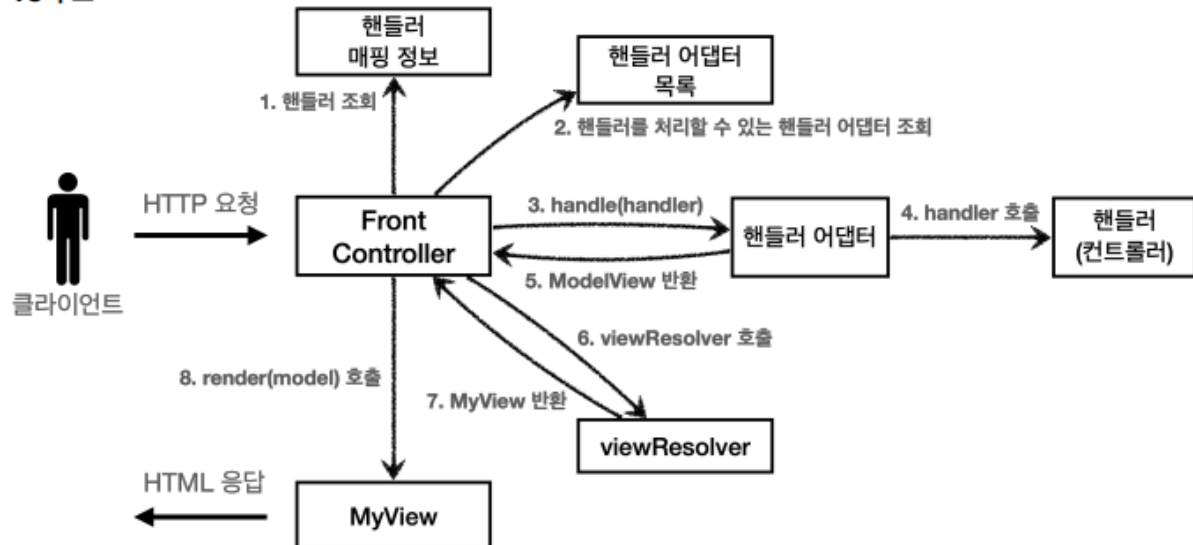 핸들러
매핑 정보
핸들러 어댑터
목록
1. 핸들러 조회
2. 핸들러를 처리할 수 있는 핸들러 어댑터 조회
클라이언트
HTTP 요청
Front
Controller
3. handle(handler)
핸들러 어댑터
4. handler 호출
핸들러
(컨트롤러)
5. ModelView 반환
6. viewResolver 호출
8. render(model) 호출
7. MyView 반환
viewResolver
HTML 응답
MyView